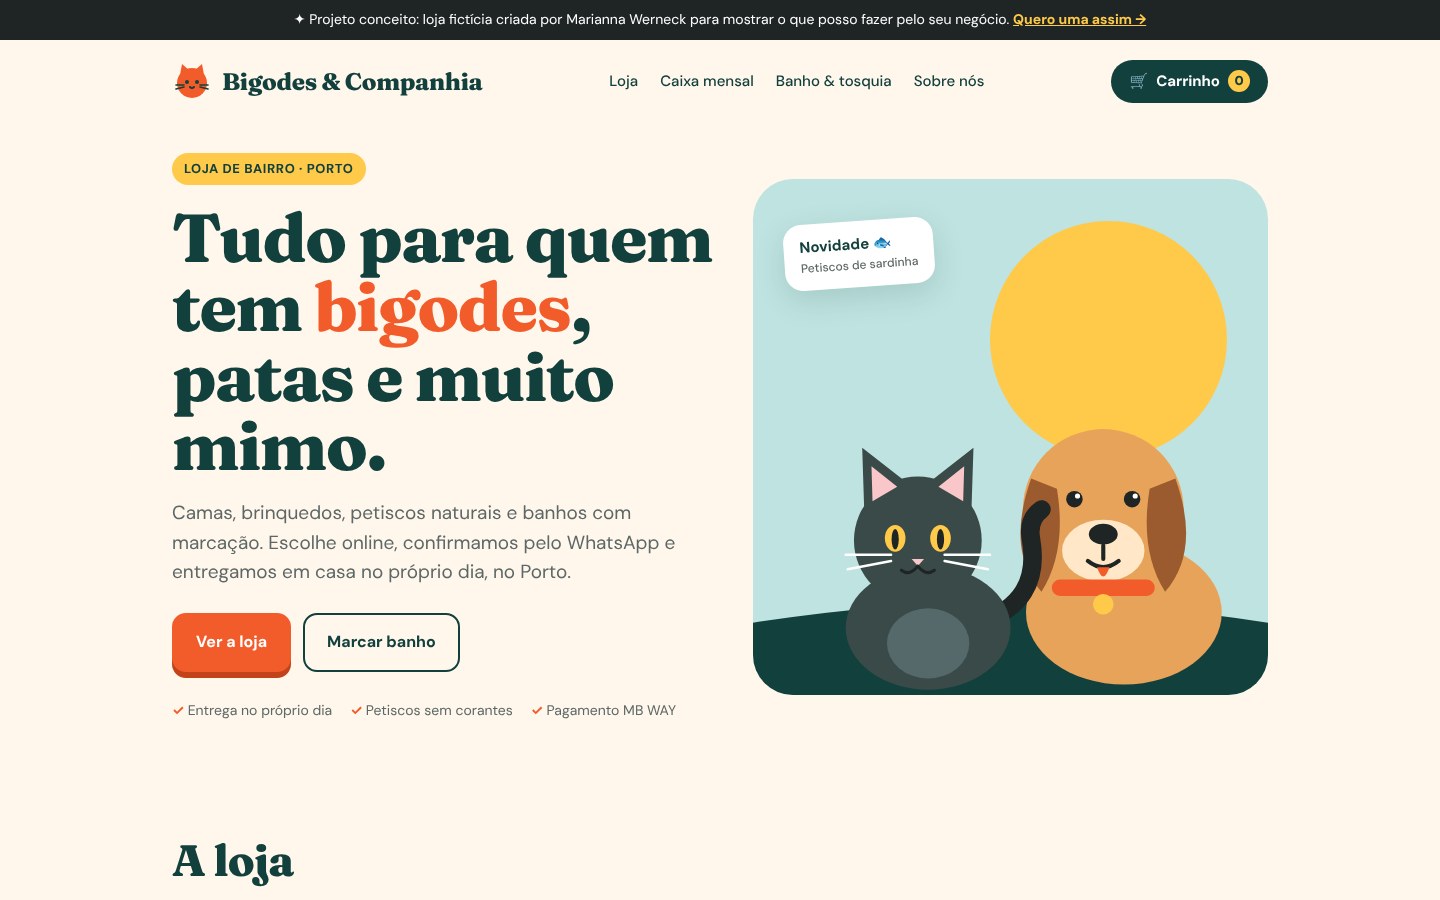 ✦ Projeto conceito: loja fictícia criada por Marianna Werneck para mostrar o que posso fazer pelo seu negócio. Quero uma assim →
Bigodes & Companhia
Loja
Caixa mensal
Banho & tosquia
Sobre nós
🛒 Carrinho 0
LOJA DE BAIRRO · PORTO
Tudo para quem
tem bigodes,
patas e muito
mimo.
Camas, brinquedos, petiscos naturais e banhos com
marcação. Escolhe online, confirmamos pelo WhatsApp e
entregamos em casa no próprio dia, no Porto.
Ver a loja
Marcar banho
✓ Entrega no próprio dia
✓ Petiscos sem corantes
✓ Pagamento MB WAY
Novidade 🐟
Petiscos de sardinha
A loja